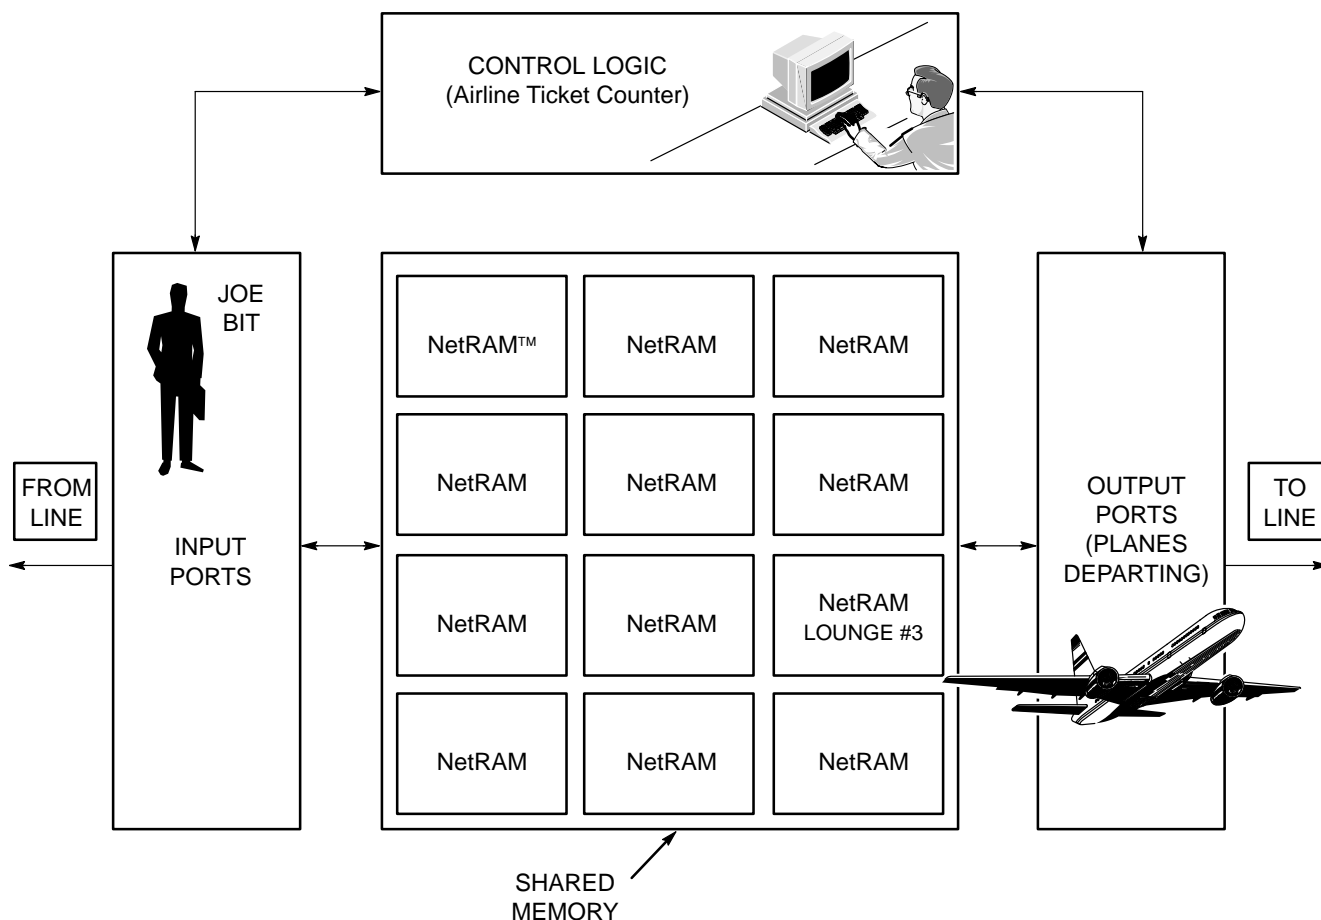 CONTROL LOGIC
(Airline Ticket Counter)
JOE
BIT
FROM
LINE
INPUT
PORTS
NetRAM™
NetRAM
NetRAM
NetRAM
NetRAM
NetRAM
NetRAM
NetRAM
NetRAM
LOUNGE #3
NetRAM
NetRAM
NetRAM
SHARED
MEMORY
OUTPUT
PORTS
(PLANES
DEPARTING)
TO
LINE